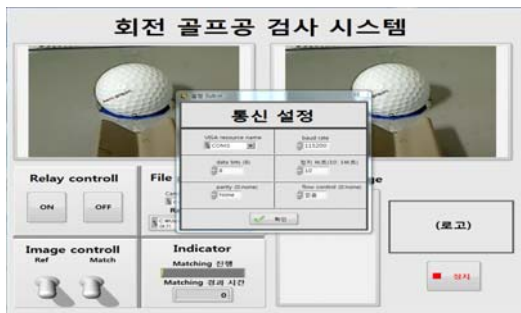 회전 골프공 검사 시스템
통신 설정
VISA resource name
COM1
baud rate
115200
data bits (8)
8
정지 비트(10: 1비트)
10
parity (0:none)
None
flow control (0:none)
없음
확인
Relay controll
ON
OFF
File
Image controll
Ref
Match
Indicator
Matching 진행
Matching 경과 시간
0
(로고)
정지